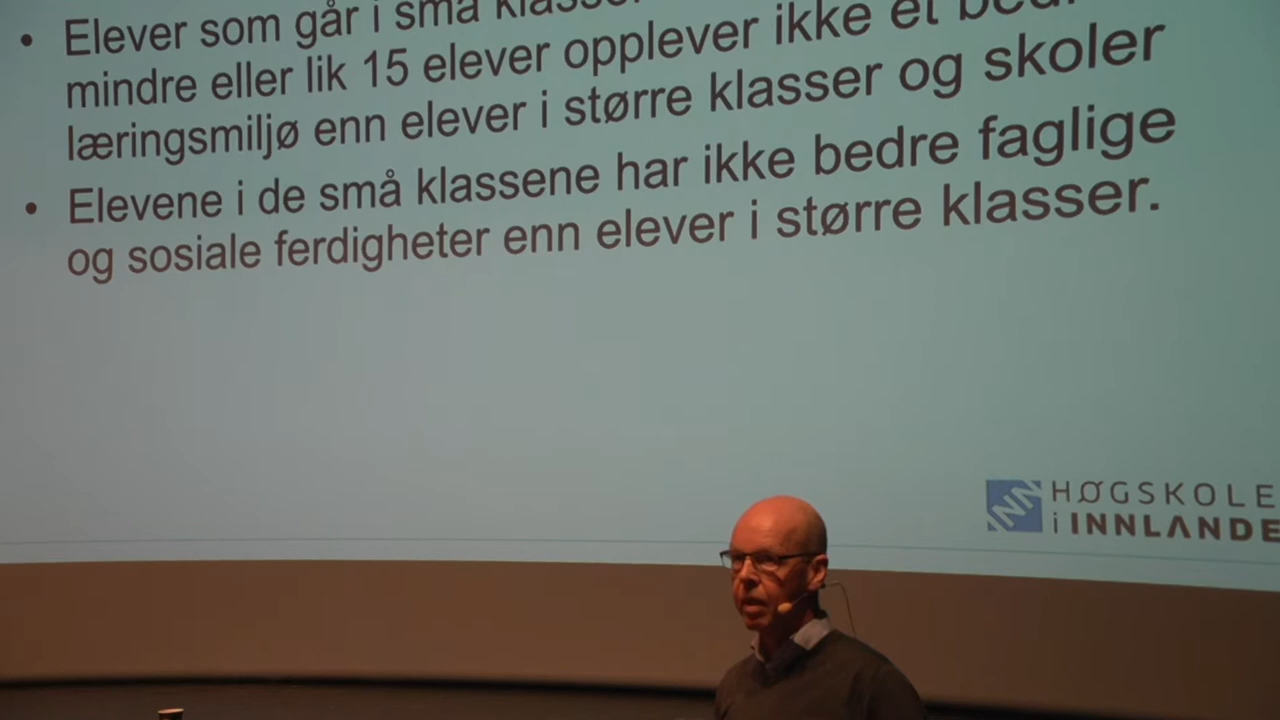 • Elever som går i små
mindre eller lik 15 elever opplever ikke et
læringsmiljø enn elever i større klasser og skoler
• Elevene i de små klassene har ikke bedre faglige
og sosiale ferdigheter enn elever i større klasser.
INN HØGSKOLE
i INNLANDE